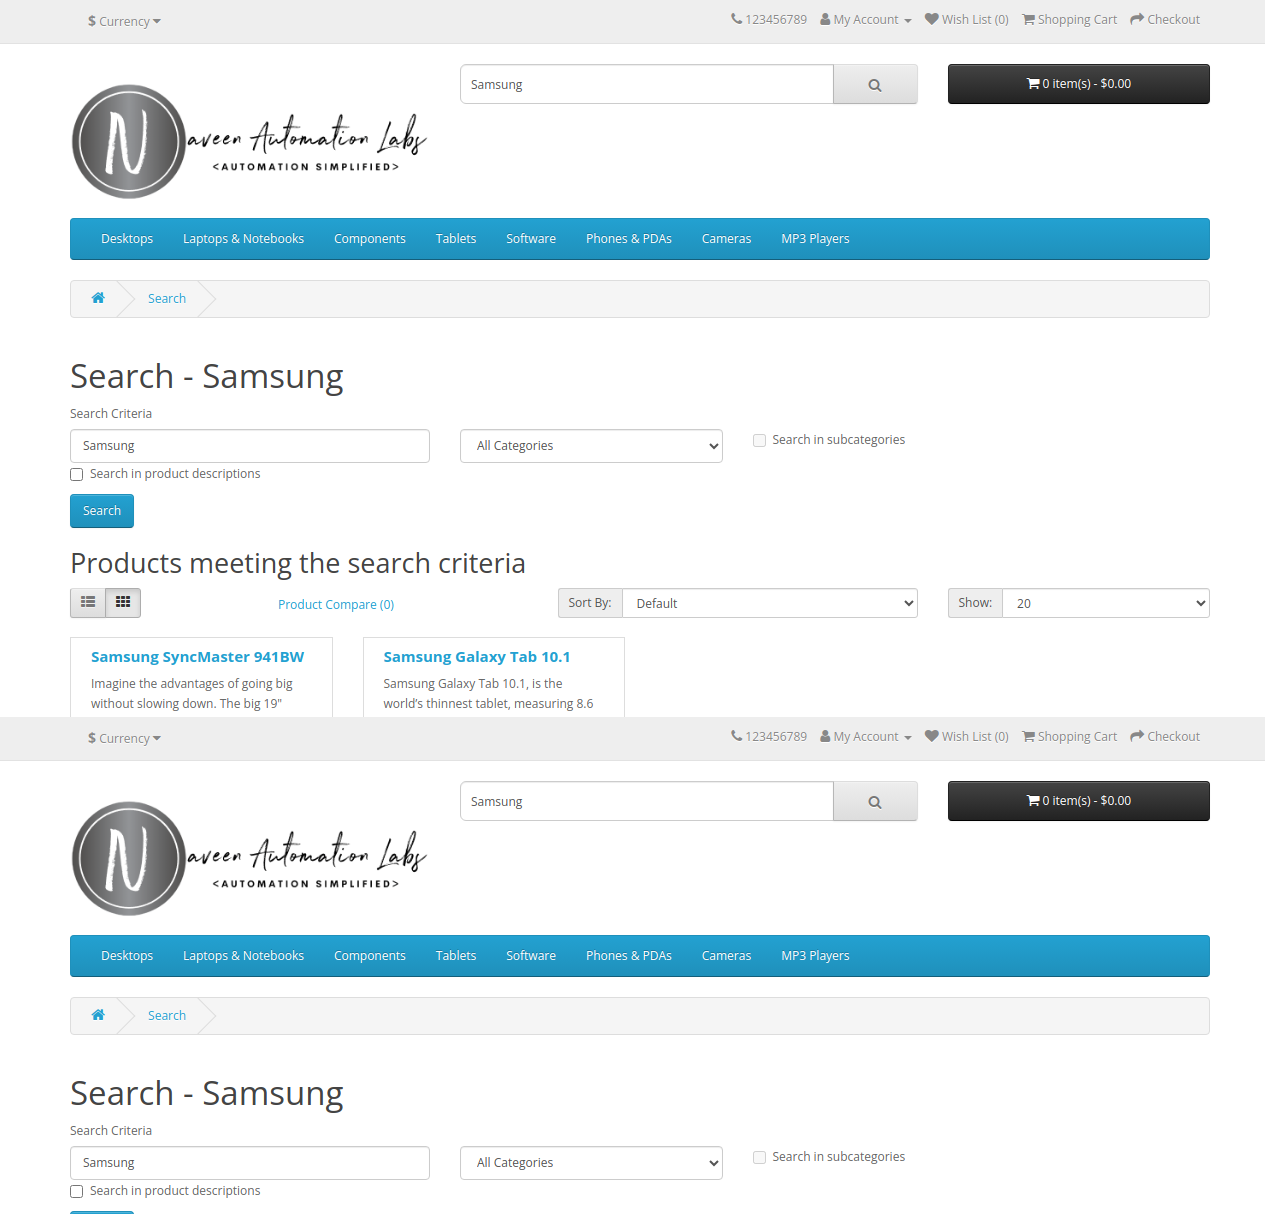 $ Currency
123456789 My Account Wish List (0) Shopping Cart Checkout
Samsung
0 item(s) - $0.00
N
aveen Automation Labs
<AUTOMATION SIMPLIFIED>
Desktops Laptops & Notebooks Components Tablets Software Phones & PDAs Cameras MP3 Players
Search
Search - Samsung
Search Criteria
Samsung All Categories Search in subcategories
Search in product descriptions
Search
Products meeting the search criteria
Product Compare (0) Sort By: Default Show: 20
Samsung SyncMaster 941BW
Imagine the advantages of going big
without slowing down. The big 19"
Samsung Galaxy Tab 10.1
Samsung Galaxy Tab 10.1, is the
world’s thinnest tablet, measuring 8.6
$ Currency
123456789 My Account Wish List (0) Shopping Cart Checkout
Samsung
0 item(s) - $0.00
N
aveen Automation Labs
<AUTOMATION SIMPLIFIED>
Desktops Laptops & Notebooks Components Tablets Software Phones & PDAs Cameras MP3 Players
Search
Search - Samsung
Search Criteria
Samsung All Categories Search in subcategories
Search in product descriptions